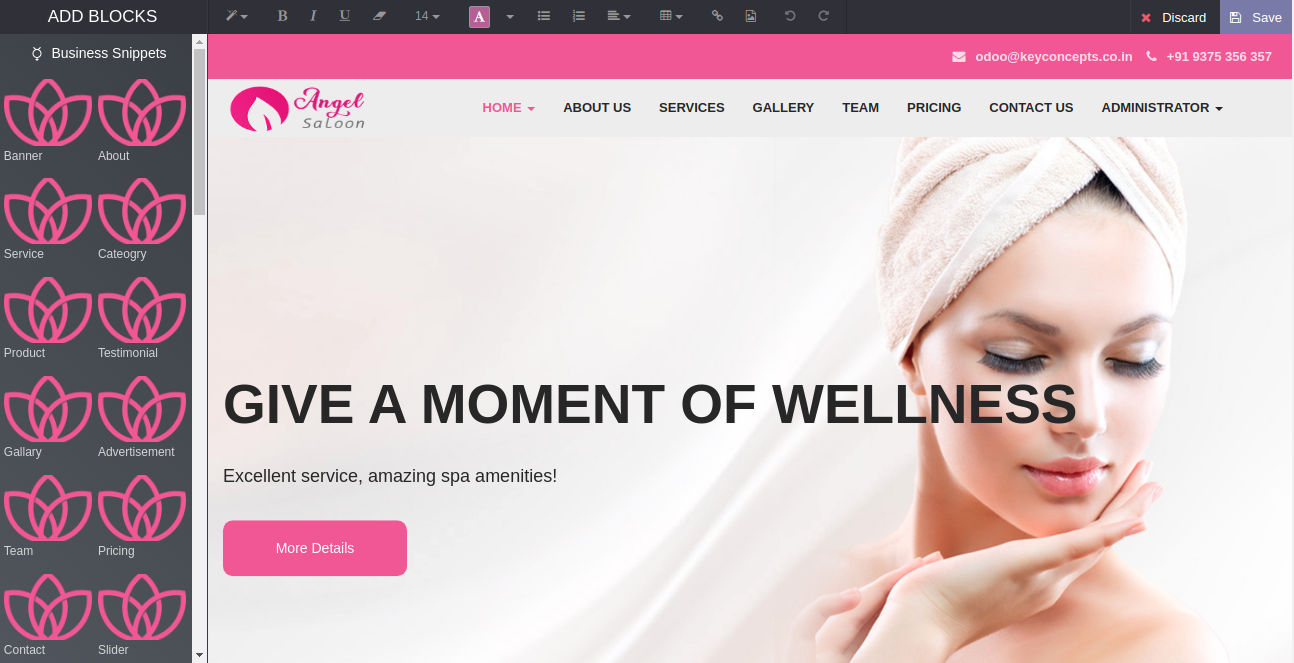 ADD BLOCKS
B I U 14 A
Discard Save
Business Snippets
odoo@keyconcepts.co.in +91 9375 356 357
Angel
Saloon
HOME ABOUT US SERVICES GALLERY TEAM PRICING CONTACT US ADMINISTRATOR
Banner About
Service Cateogry
Product Testimonial
Gallary Advertisement
Team Pricing
Contact Slider
GIVE A MOMENT OF WELLNESS
Excellent service, amazing spa amenities!
More Details